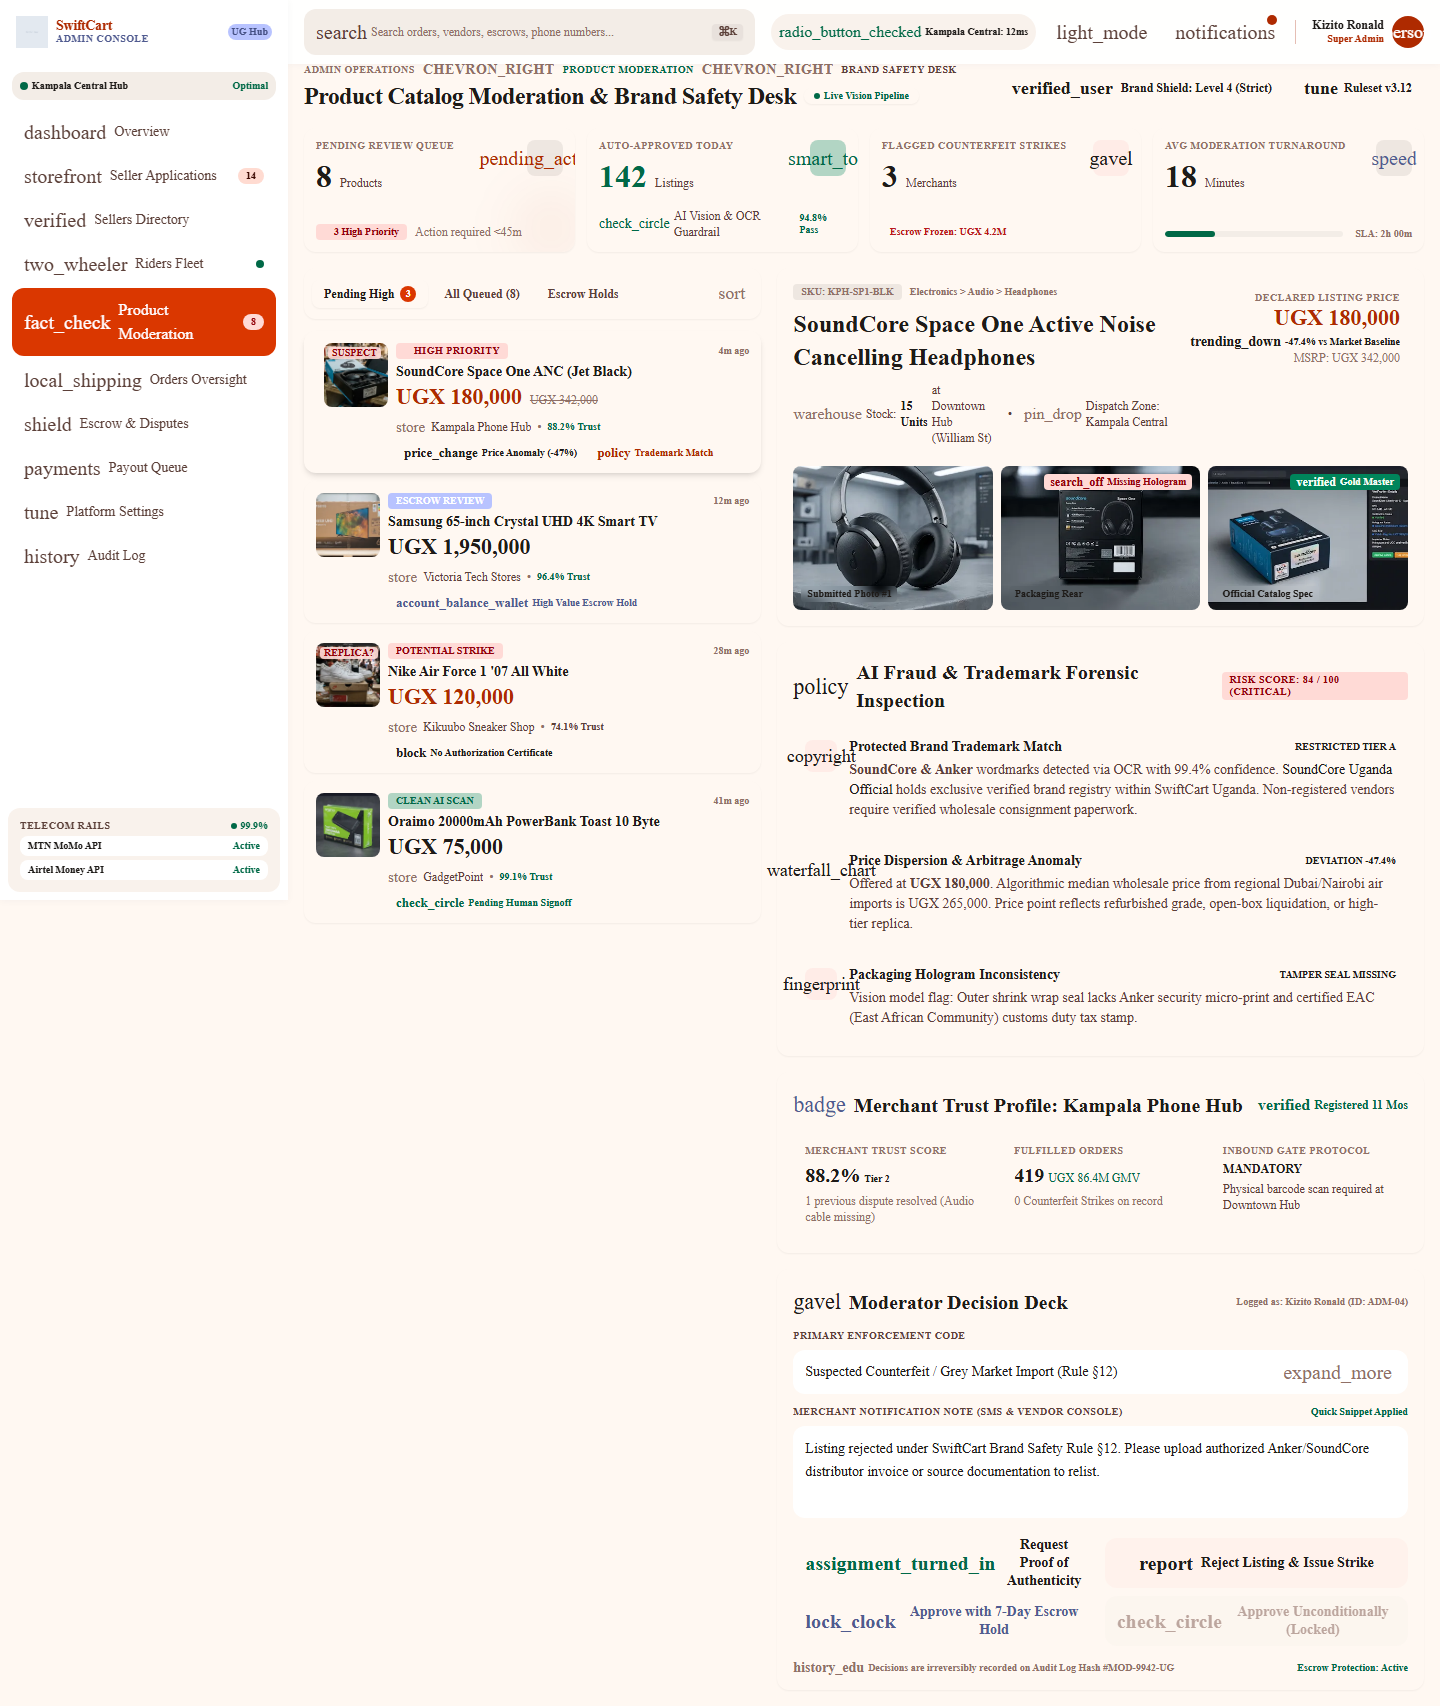 SwiftCart
ADMIN CONSOLE
UG Hub
Kampala Central Hub
Optimal
dashboard Overview
storefront Seller Applications 14
verified Sellers Directory
two_wheeler Riders Fleet
fact_check Product Moderation 8
local_shipping Orders Oversight
shield Escrow & Disputes
payments Payout Queue
tune Platform Settings
history Audit Log
TELECOM RAILS 99.9%
MTN MoMo API Active
Airtel Money API Active
search Search orders, vendors, escrows, phone numbers... ⌘K
radio_button_checked Kampala Central: 12ms
light_mode
notifications
Kizito Ronald
Super Admin
ADMIN OPERATIONS CHEVRON_RIGHT PRODUCT MODERATION CHEVRON_RIGHT BRAND SAFETY DESK
Product Catalog Moderation & Brand Safety Desk
Live Vision Pipeline
verified_user Brand Shield: Level 4 (Strict)
tune Ruleset v3.12
PENDING REVIEW QUEUE
pending_act
8 Products
3 High Priority
Action required <45m
AUTO-APPROVED TODAY
smart_to
142 Listings
check_circle AI Vision & OCR Guardrail
94.8% Pass
FLAGGED COUNTERFEIT STRIKES
gavel
3 Merchants
Escrow Frozen: UGX 4.2M
AVG MODERATION TURNAROUND
speed
18 Minutes
SLA: 2h 00m
Pending High 3
All Queued (8)
Escrow Holds
sort
SUSPECT
HIGH PRIORITY
4m ago
SoundCore Space One ANC (Jet Black)
UGX 180,000 UGX 342,000
store Kampala Phone Hub • 88.2% Trust
price_change Price Anomaly (-47%)
policy Trademark Match
ESCROW REVIEW
12m ago
Samsung 65-inch Crystal UHD 4K Smart TV
UGX 1,950,000
store Victoria Tech Stores • 96.4% Trust
account_balance_wallet High Value Escrow Hold
REPLICA?
POTENTIAL STRIKE
28m ago
Nike Air Force 1 '07 All White
UGX 120,000
store Kikuubo Sneaker Shop • 74.1% Trust
block No Authorization Certificate
CLEAN AI SCAN
41m ago
Oraimo 20000mAh PowerBank Toast 10 Byte
UGX 75,000
store GadgetPoint • 99.1% Trust
check_circle Pending Human Signoff
SKU: KPH-SP1-BLK
Electronics > Audio > Headphones
SoundCore Space One Active Noise
Cancelling Headphones
DECLARED LISTING PRICE
UGX 180,000
trending_down -47.4% vs Market Baseline
MSRP: UGX 342,000
warehouse Stock: 15 Units at Downtown Hub (William St)
•
pin_drop Dispatch Zone: Kampala Central
Submitted Photo #1
search_off Missing Hologram
Packaging Rear
verified Gold Master
Official Catalog Spec
policy AI Fraud & Trademark Forensic Inspection
RISK SCORE: 84 / 100 (CRITICAL)
copyright
Protected Brand Trademark Match
RESTRICTED TIER A
SoundCore & Anker wordmarks detected via OCR with 99.4% confidence. SoundCore Uganda
Official holds exclusive verified brand registry within SwiftCart Uganda. Non-registered vendors
require verified wholesale consignment paperwork.
waterfall_chart
Price Dispersion & Arbitrage Anomaly
DEVIATION -47.4%
Offered at UGX 180,000. Algorithmic median wholesale price from regional Dubai/Nairobi air
imports is UGX 265,000. Price point reflects refurbished grade, open-box liquidation, or high-
tier replica.
fingerprint
Packaging Hologram Inconsistency
TAMPER SEAL MISSING
Vision model flag: Outer shrink wrap seal lacks Anker security micro-print and certified EAC
(East African Community) customs duty tax stamp.
badge Merchant Trust Profile: Kampala Phone Hub
verified Registered 11 Mos
MERCHANT TRUST SCORE
88.2% Tier 2
1 previous dispute resolved (Audio
cable missing)
FULFILLED ORDERS
419 UGX 86.4M GMV
0 Counterfeit Strikes on record
INBOUND GATE PROTOCOL
MANDATORY
Physical barcode scan required at
Downtown Hub
gavel Moderator Decision Deck
Logged as: Kizito Ronald (ID: ADM-04)
PRIMARY ENFORCEMENT CODE
Suspected Counterfeit / Grey Market Import (Rule §12)
expand_more
MERCHANT NOTIFICATION NOTE (SMS & VENDOR CONSOLE)
Quick Snippet Applied
Listing rejected under SwiftCart Brand Safety Rule §12. Please upload authorized Anker/SoundCore
distributor invoice or source documentation to relist.
assignment_turned_in Request Proof of Authenticity
report Reject Listing & Issue Strike
lock_clock Approve with 7-Day Escrow Hold
check_circle Approve Unconditionally (Locked)
history_edu Decisions are irreversibly recorded on Audit Log Hash #MOD-9942-UG
Escrow Protection: Active